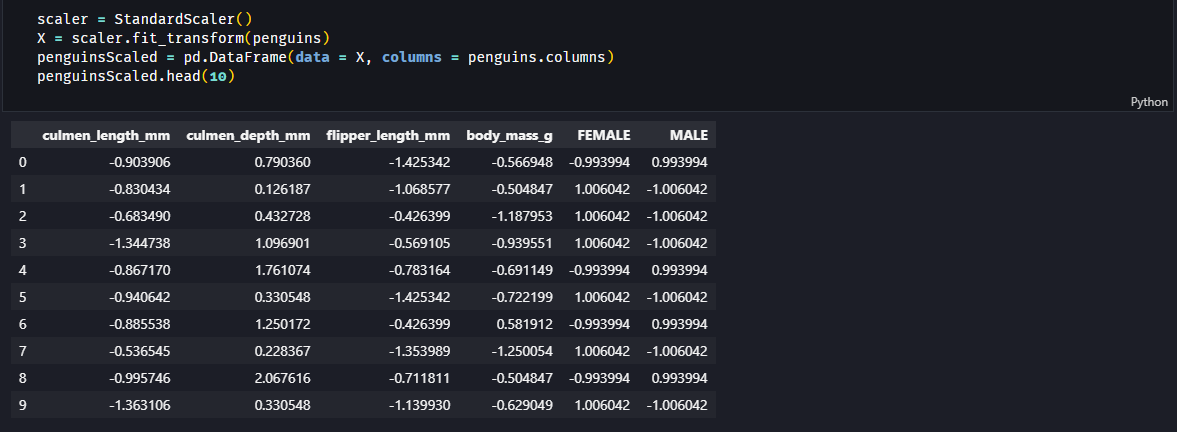 scaler = StandardScaler()
X = scaler.fit_transform(penguins)
penguinsScaled = pd.DataFrame(data = X, columns = penguins.columns)
penguinsScaled.head(10)
Python
culmen_length_mm culmen_depth_mm flipper_length_mm body_mass_g FEMALE MALE
0 -0.903906 0.790360 -1.425342 -0.566948 -0.993994 0.993994
1 -0.830434 0.126187 -1.068577 -0.504847 1.006042 -1.006042
2 -0.683490 0.432728 -0.426399 -1.187953 1.006042 -1.006042
3 -1.344738 1.096901 -0.569105 -0.939551 1.006042 -1.006042
4 -0.867170 1.761074 -0.783164 -0.691149 -0.993994 0.993994
5 -0.940642 0.330548 -1.425342 -0.722199 1.006042 -1.006042
6 -0.885538 1.250172 -0.426399 0.581912 -0.993994 0.993994
7 -0.536545 0.228367 -1.353989 -1.250054 1.006042 -1.006042
8 -0.995746 2.067616 -0.711811 -0.504847 -0.993994 0.993994
9 -1.363106 0.330548 -1.139930 -0.629049 1.006042 -1.006042